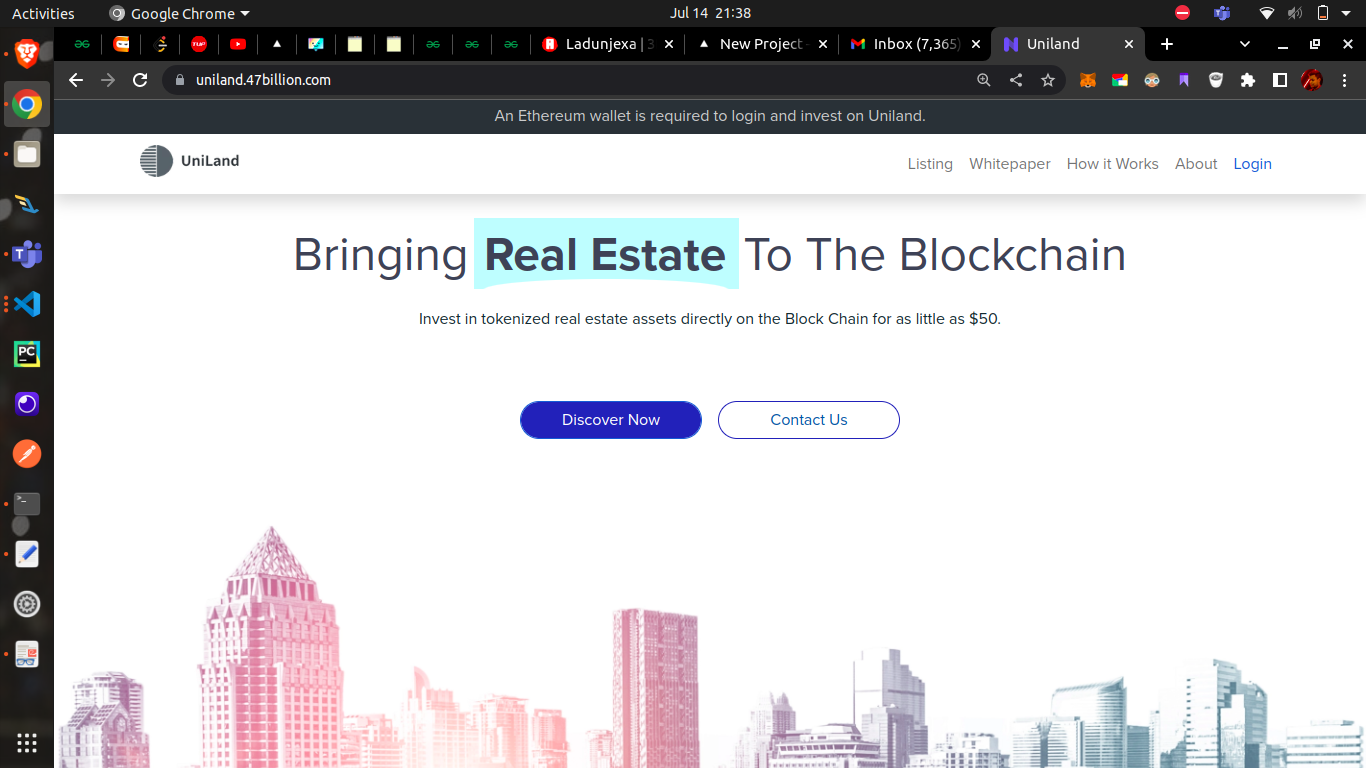 Activities
Google Chrome
Jul 14 21:38
TUF
Ladunjexa | 3
New Project -
Inbox (7,365)
Uniland
uniland.47billion.com
An Ethereum wallet is required to login and invest on Uniland.
UniLand
Listing Whitepaper How it Works About Login
Bringing Real Estate To The Blockchain
Invest in tokenized real estate assets directly on the Block Chain for as little as $50.
Discover Now
Contact Us
PC